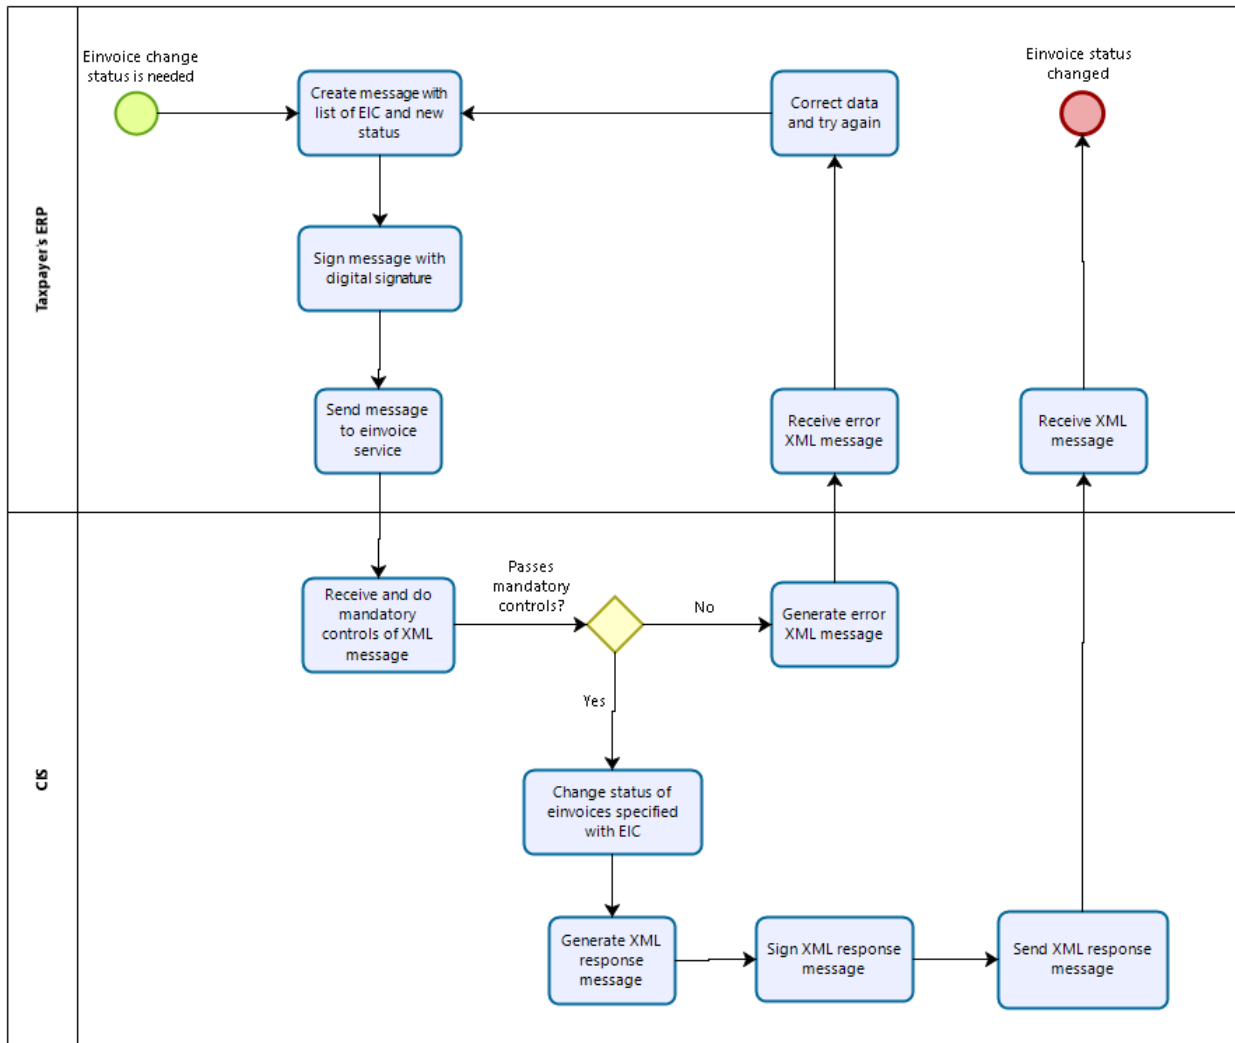 Taxpayer's ERP
Einvoice change
status is needed
Create message with
list of EIC and new
status
Correct data
and try again
Einvoice status
changed
Sign message with
digital signature
Send message
to einvoice
service
Receive error
XML message
Receive XML
message
CIS
Receive and do
mandatory
controls of XML
message
Passes
mandatory
controls?
No
Generate error
XML message
Yes
Change status of
einvoices specified
with EIC
Generate XML
response
message
Sign XML response
message
Send XML response
message